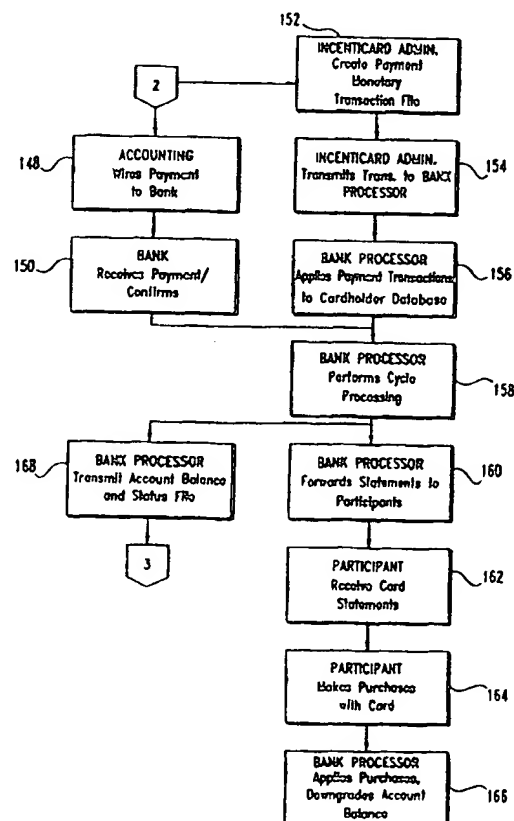 152
INCENTICARD ADMIN.
Create Payment
Monetary
Transaction File
2
148
ACCOUNTING
Wires Payment
to Bank
INCENTICARD ADMIN.
Transmits Trans. to BANK
PROCESSOR
154
150
BANK
Receives Payment/
Confirms
BANK PROCESSOR
Applies Payment Transactions
to Cardholder Database
156
BANK PROCESSOR
Performs Cycle
Processing
158
168
BANK PROCESSOR
Transmit Account Balance
and Status File
BANK PROCESSOR
Forwards Statements to
Participants
160
3
PARTICIPANT
Receive Card
Statements
162
PARTICIPANT
Makes Purchases
with Card
164
BANK PROCESSOR
Applies Purchases,
Downgrades Account
Balance
166